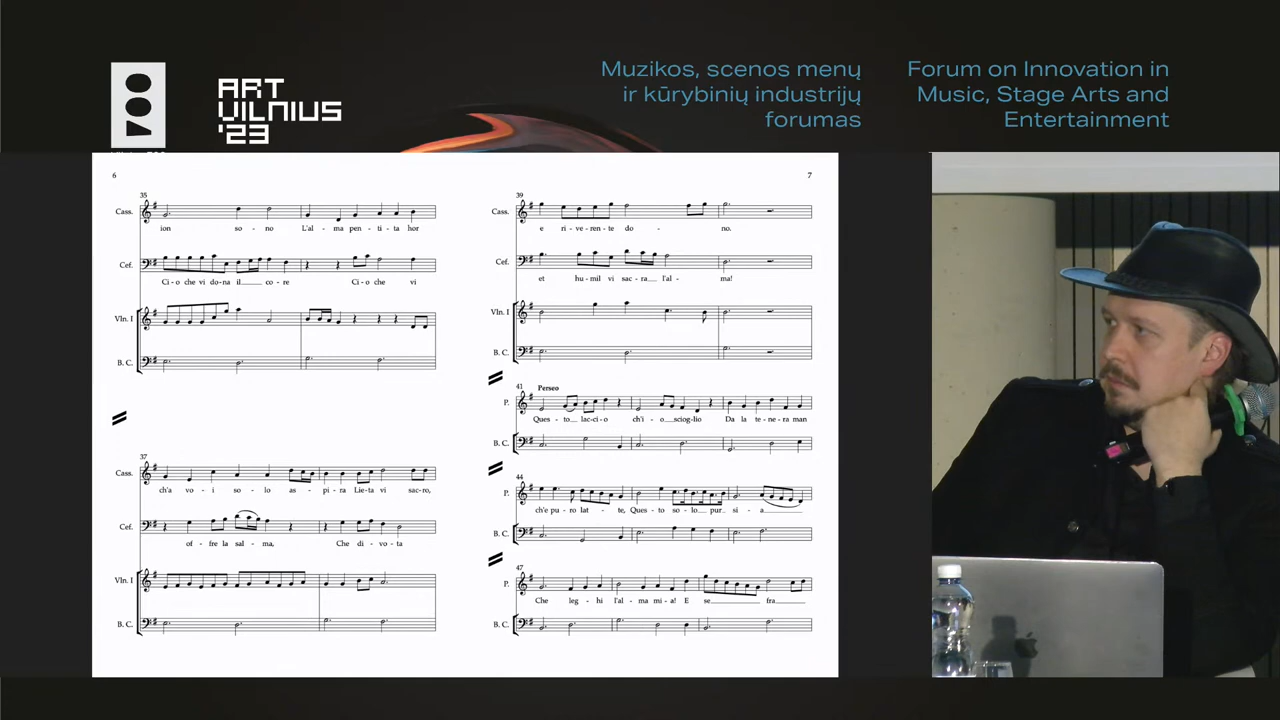 ART
VILNIUS
'23
Muzikos, scenos menų
ir kūrybinių industrijų
forumas
Forum on Innovation in
Music, Stage Arts and
Entertainment
6
35
Cass.
ion so - no L'al - ma pen - ti - ta hor
Cef.
Ci - o che vi do - na il co - re Ci - o che vi
Vln. I
B. C.
37
Cass.
ch'a vo - i so - lo as - pi - ra Lie - ta vi sacro,
Cef.
of - fre la sal - ma, Che di - vo - ta
Vln. I
B. C.
7
39
Cass.
e ri - ve - ren - te do - no.
Cef.
et hu - mil vi sac - ra l'al - ma!
Vln. I
B. C.
41
Perseo
P.
Ques - to lac - ci - o ch'i - o sciog - lio Da la te - ne - ra man
B. C.
44
P.
ch'e pu - ro lat - te, Ques - to so - lo pur si - a
B. C.
47
P.
Che leg - hi l'al - ma mi - a! E se fra
B. C.